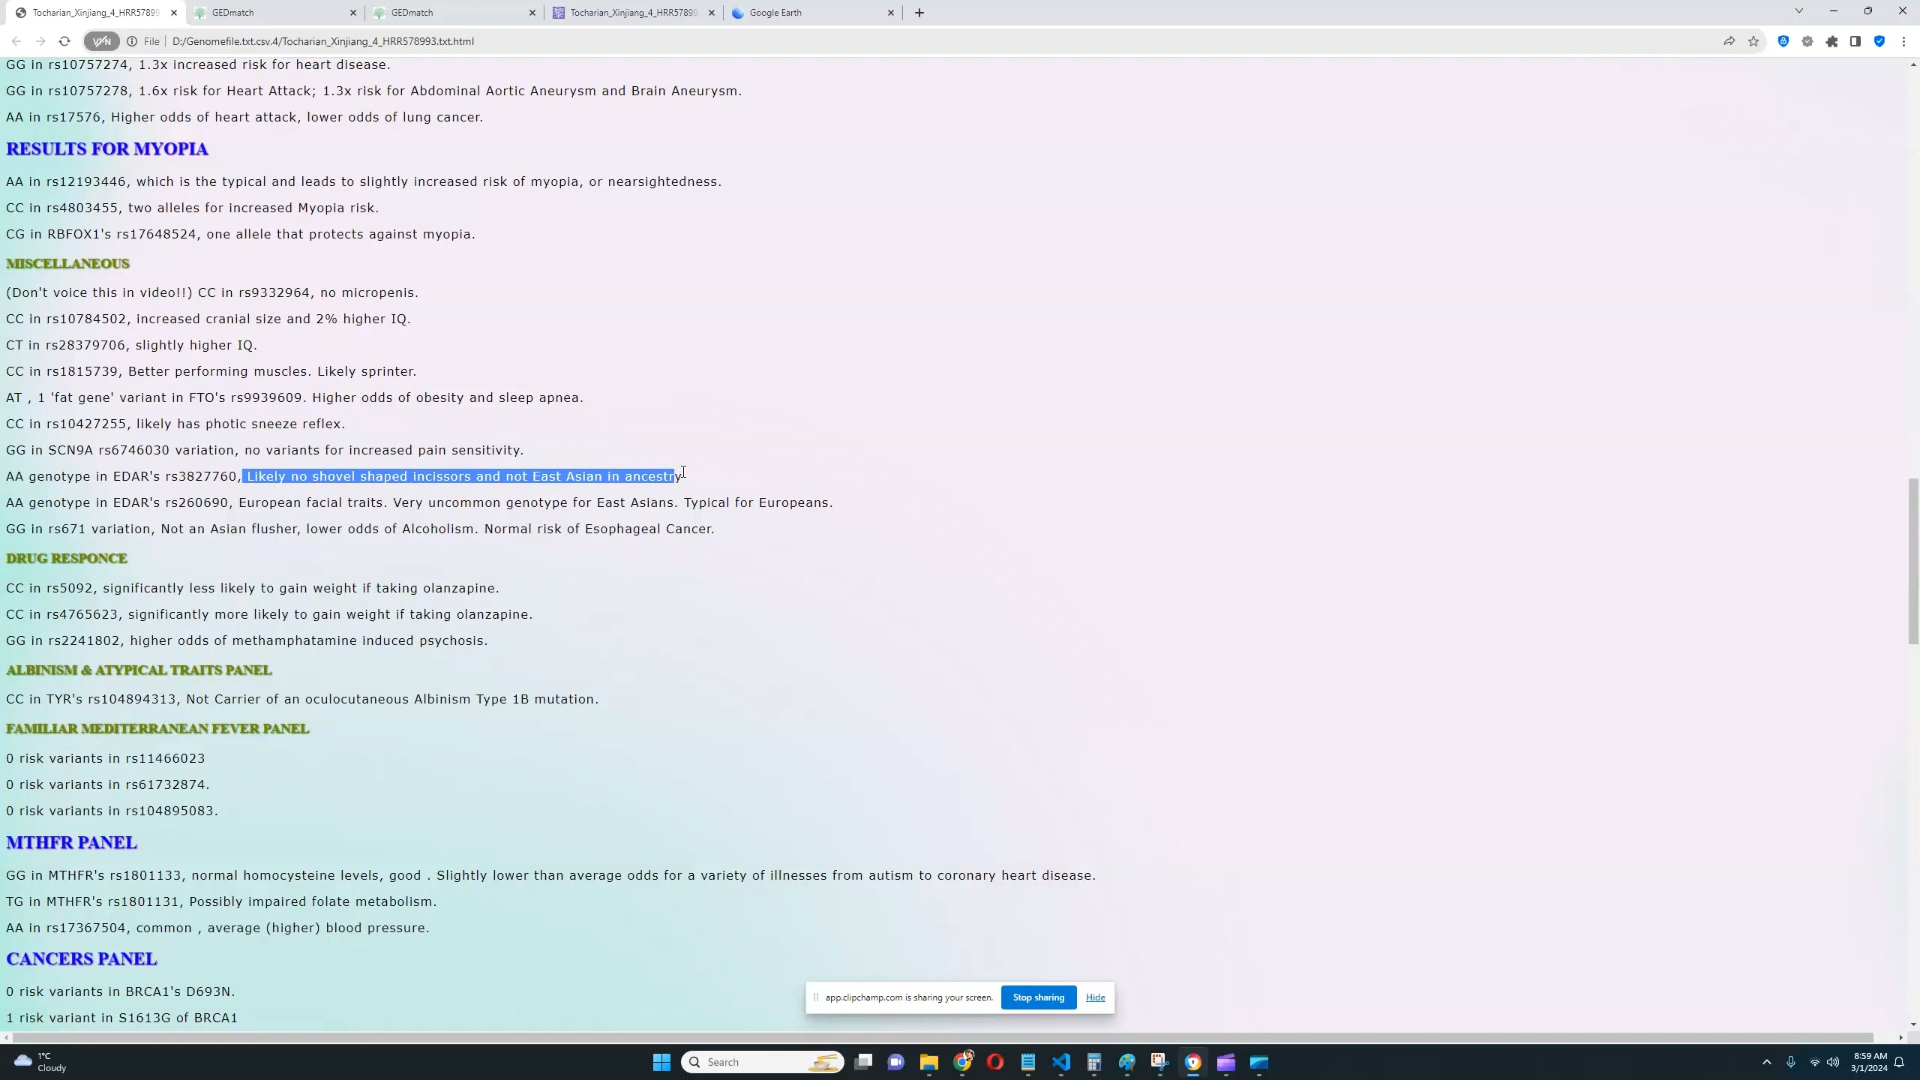 Tocharian_Xinjiang_4_HRR578993
GEDmatch
GEDmatch
Tocharian_Xinjiang_4_HRR578993
Google Earth
File D:/Genomefile.txt.csv.4/Tocharian_Xinjiang_4_HRR578993.txt.html
GG in rs10757274, 1.3x increased risk for heart disease.
GG in rs10757278, 1.6x risk for Heart Attack; 1.3x risk for Abdominal Aortic Aneurysm and Brain Aneurysm.
AA in rs17576, Higher odds of heart attack, lower odds of lung cancer.
RESULTS FOR MYOPIA
AA in rs12193446, which is the typical and leads to slightly increased risk of myopia, or nearsightedness.
CC in rs4803455, two alleles for increased Myopia risk.
CG in RBFOX1's rs17648524, one allele that protects against myopia.
MISCELLANEOUS
(Don't voice this in video!!) CC in rs9332964, no micropenis.
CC in rs10784502, increased cranial size and 2% higher IQ.
CT in rs28379706, slightly higher IQ.
CC in rs1815739, Better performing muscles. Likely sprinter.
AT , 1 'fat gene' variant in FTO's rs9939609. Higher odds of obesity and sleep apnea.
CC in rs10427255, likely has photic sneeze reflex.
GG in SCN9A rs6746030 variation, no variants for increased pain sensitivity.
AA genotype in EDAR's rs3827760, Likely no shovel shaped incissors and not East Asian in ancestry
AA genotype in EDAR's rs260690, European facial traits. Very uncommon genotype for East Asians. Typical for Europeans.
GG in rs671 variation, Not an Asian flusher, lower odds of Alcoholism. Normal risk of Esophageal Cancer.
DRUG RESPONCE
CC in rs5092, significantly less likely to gain weight if taking olanzapine.
CC in rs4765623, significantly more likely to gain weight if taking olanzapine.
GG in rs2241802, higher odds of methamphatamine induced psychosis.
ALBINISM & ATYPICAL TRAITS PANEL
CC in TYR's rs104894313, Not Carrier of an oculocutaneous Albinism Type 1B mutation.
FAMILIAR MEDITERRANEAN FEVER PANEL
0 risk variants in rs11466023
0 risk variants in rs61732874.
0 risk variants in rs104895083.
MTHFR PANEL
GG in MTHFR's rs1801133, normal homocysteine levels, good . Slightly lower than average odds for a variety of illnesses from autism to coronary heart disease.
TG in MTHFR's rs1801131, Possibly impaired folate metabolism.
AA in rs17367504, common , average (higher) blood pressure.
CANCERS PANEL
0 risk variants in BRCA1's D693N.
1 risk variant in S1613G of BRCA1
app.clipchamp.com is sharing your screen. Stop sharing Hide
1°C
Cloudy
Search
8:59 AM
3/1/2024